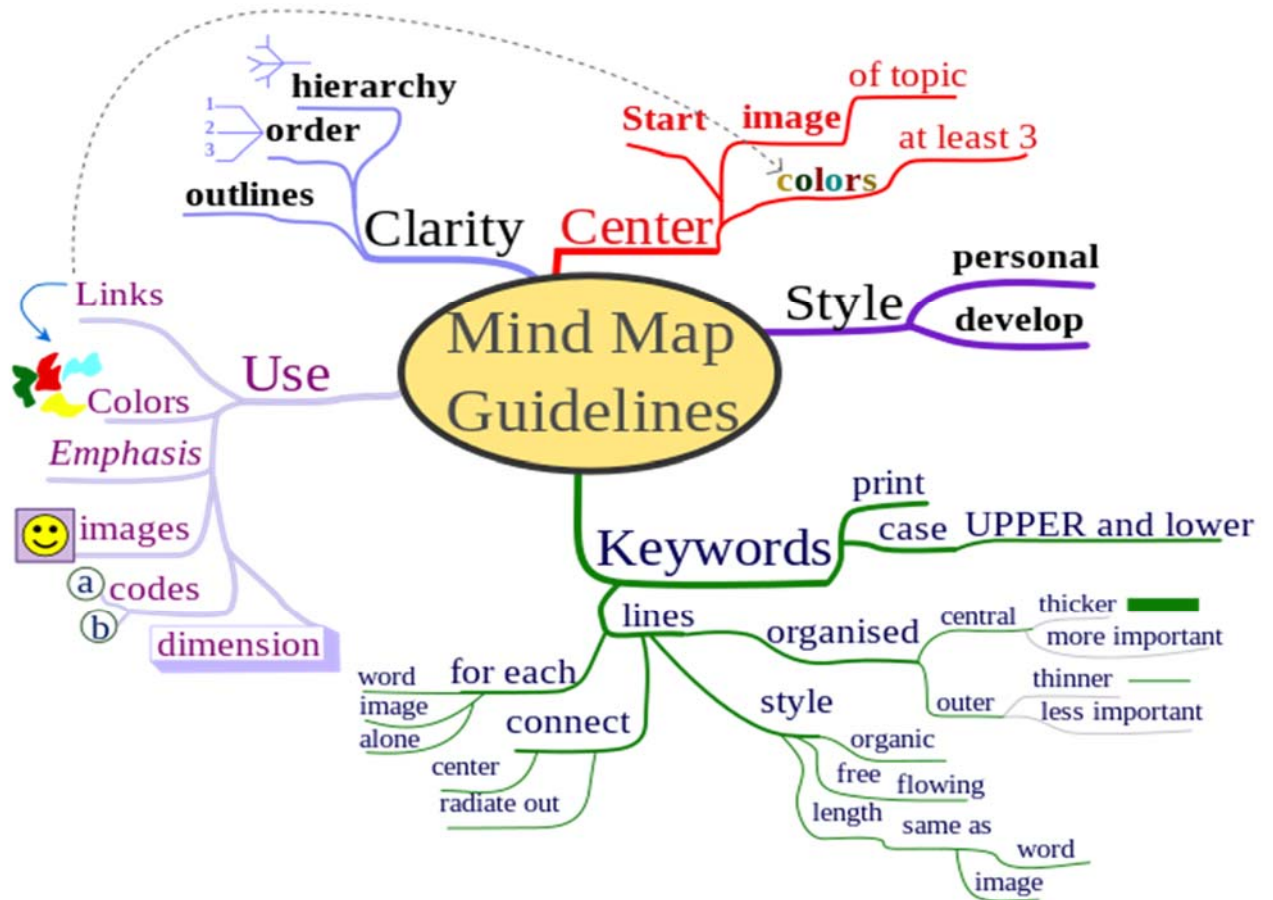 Mind Map
Guidelines
Clarity
hierarchy
1
2
3
order
outlines
Center
Start
image
of topic
colors
at least 3
Style
personal
develop
Use
Links
Colors
Emphasis
images
codes
a
b
dimension
Keywords
print
case UPPER and lower
lines
organised
central
thicker
more important
outer
thinner
less important
for each
word
image
alone
connect
center
radiate out
style
organic
free flowing
length same as
word
image